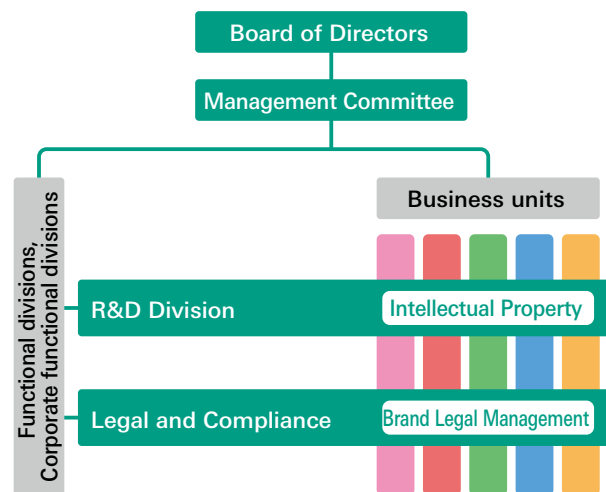 Board of Directors
Management Committee
Functional divisions,
Corporate functional divisions
Business units
R&D Division
Intellectual Property
Legal and Compliance
Brand Legal Management